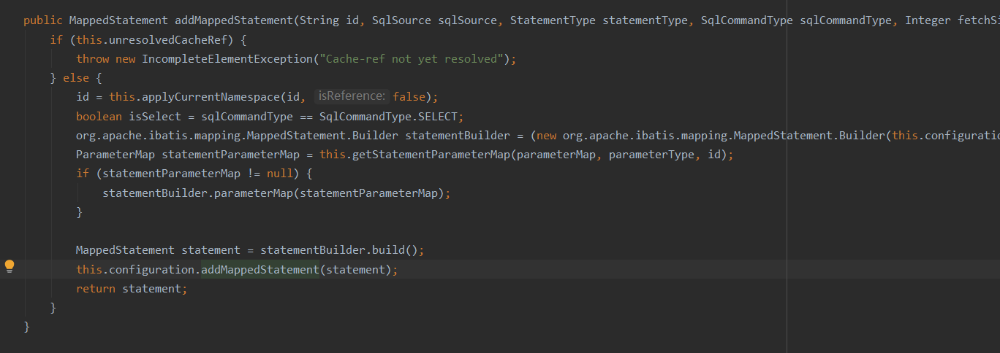 public MappedStatement addMappedStatement(String id, SqlSource sqlSource, StatementType statementType, SqlCommandType sqlCommandType, Integer fetchSi
if (this.unresolvedCacheRef) {
throw new IncompleteElementException("Cache-ref not yet resolved");
} else {
id = this.applyCurrentNamespace(id, isReference: false);
boolean isSelect = sqlCommandType == SqlCommandType.SELECT;
org.apache.ibatis.mapping.MappedStatement.Builder statementBuilder = (new org.apache.ibatis.mapping.MappedStatement.Builder(this.configuratio
ParameterMap statementParameterMap = this.getStatementParameterMap(parameterMap, parameterType, id);
if (statementParameterMap != null) {
statementBuilder.parameterMap(statementParameterMap);
}
MappedStatement statement = statementBuilder.build();
this.configuration.addMappedStatement(statement);
return statement;
}
}